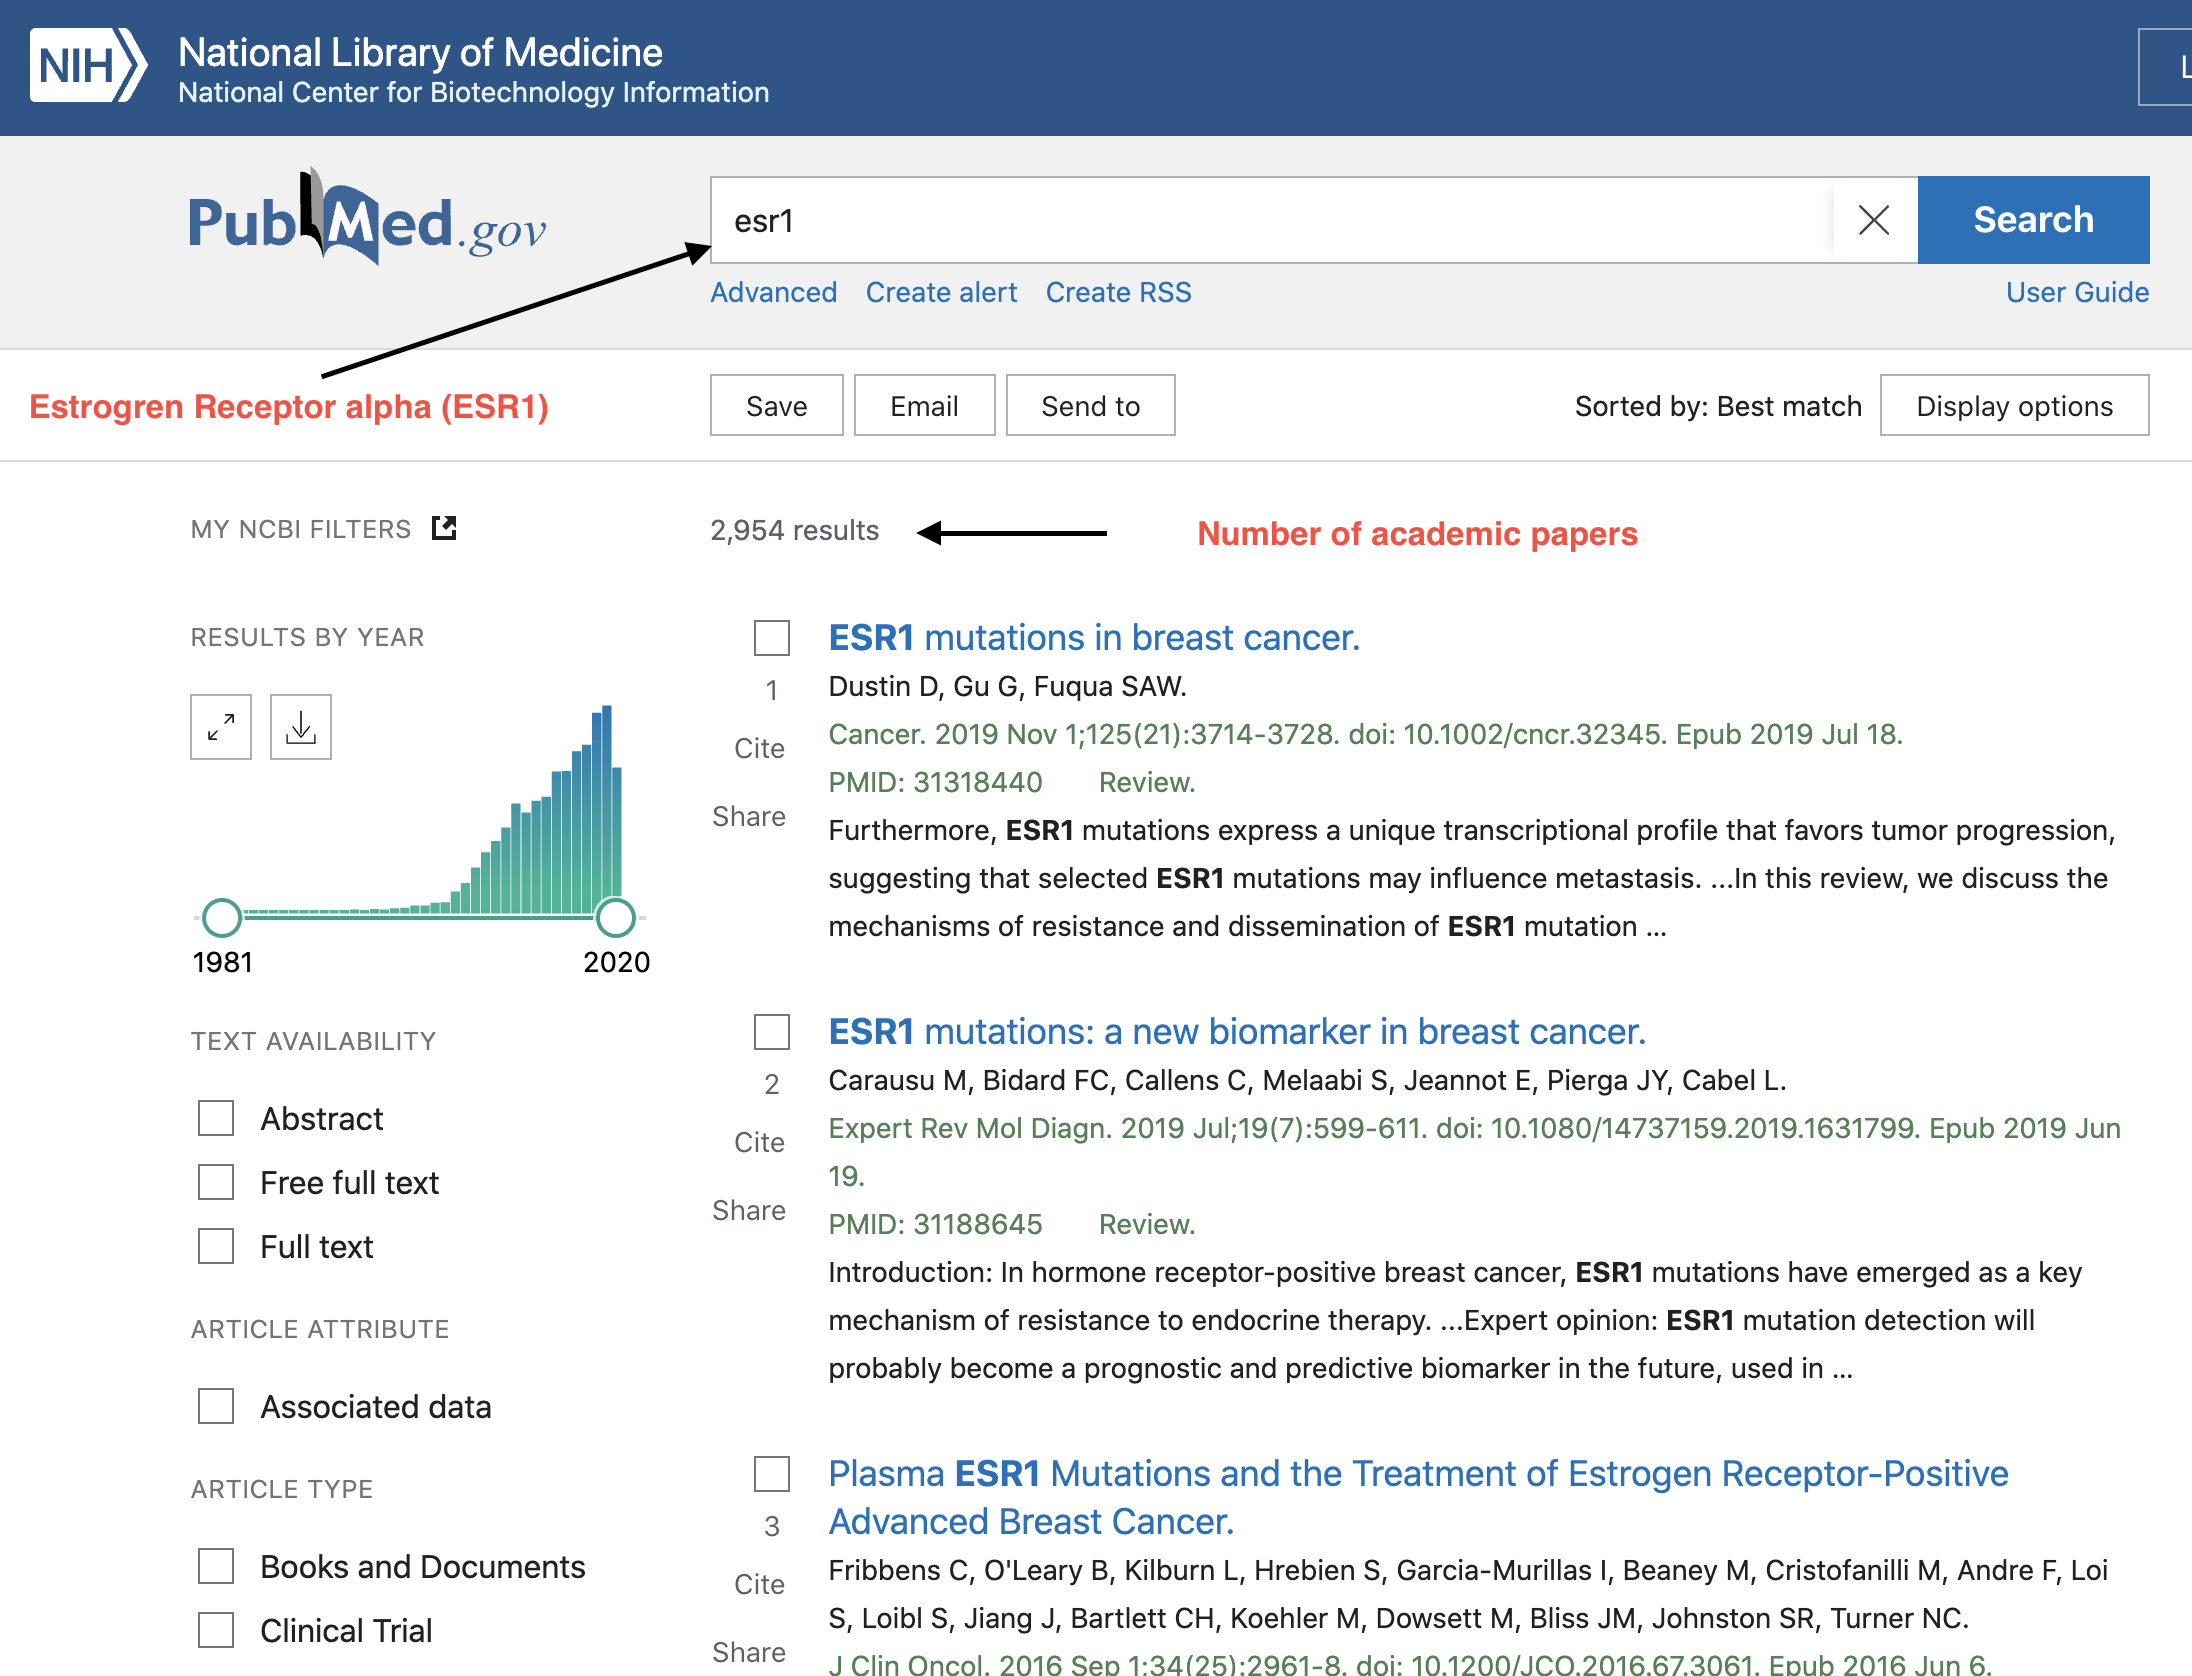 NIH
National Library of Medicine
National Center for Biotechnology Information
PubMed.gov
esr1
Search
Advanced Create alert Create RSS
User Guide
Estrogren Receptor alpha (ESR1)
Save
Email
Send to
Sorted by: Best match
Display options
MY NCBI FILTERS
2,954 results
Number of academic papers
RESULTS BY YEAR
1981
2020
TEXT AVAILABILITY
Abstract
Free full text
Full text
ARTICLE ATTRIBUTE
Associated data
ARTICLE TYPE
Books and Documents
Clinical Trial
1
Cite
Share
ESR1 mutations in breast cancer.
Dustin D, Gu G, Fuqua SAW.
Cancer. 2019 Nov 1;125(21):3714-3728. doi: 10.1002/cncr.32345. Epub 2019 Jul 18.
PMID: 31318440 Review.
Furthermore, ESR1 mutations express a unique transcriptional profile that favors tumor progression,
suggesting that selected ESR1 mutations may influence metastasis. ...In this review, we discuss the
mechanisms of resistance and dissemination of ESR1 mutation ...
2
Cite
Share
ESR1 mutations: a new biomarker in breast cancer.
Carausu M, Bidard FC, Callens C, Melaabi S, Jeannot E, Pierga JY, Cabel L.
Expert Rev Mol Diagn. 2019 Jul;19(7):599-611. doi: 10.1080/14737159.2019.1631799. Epub 2019 Jun
19.
PMID: 31188645 Review.
Introduction: In hormone receptor-positive breast cancer, ESR1 mutations have emerged as a key
mechanism of resistance to endocrine therapy. ...Expert opinion: ESR1 mutation detection will
probably become a prognostic and predictive biomarker in the future, used in ...
3
Cite
Share
Plasma ESR1 Mutations and the Treatment of Estrogen Receptor-Positive
Advanced Breast Cancer.
Fribbens C, O'Leary B, Kilburn L, Hrebien S, Garcia-Murillas I, Beaney M, Cristofanilli M, Andre F, Loi
S, Loibl S, Jiang J, Bartlett CH, Koehler M, Dowsett M, Bliss JM, Johnston SR, Turner NC.
J Clin Oncol. 2016 Sep 1;34(25):2961-8. doi: 10.1200/JCO.2016.67.3061. Epub 2016 Jun 6.